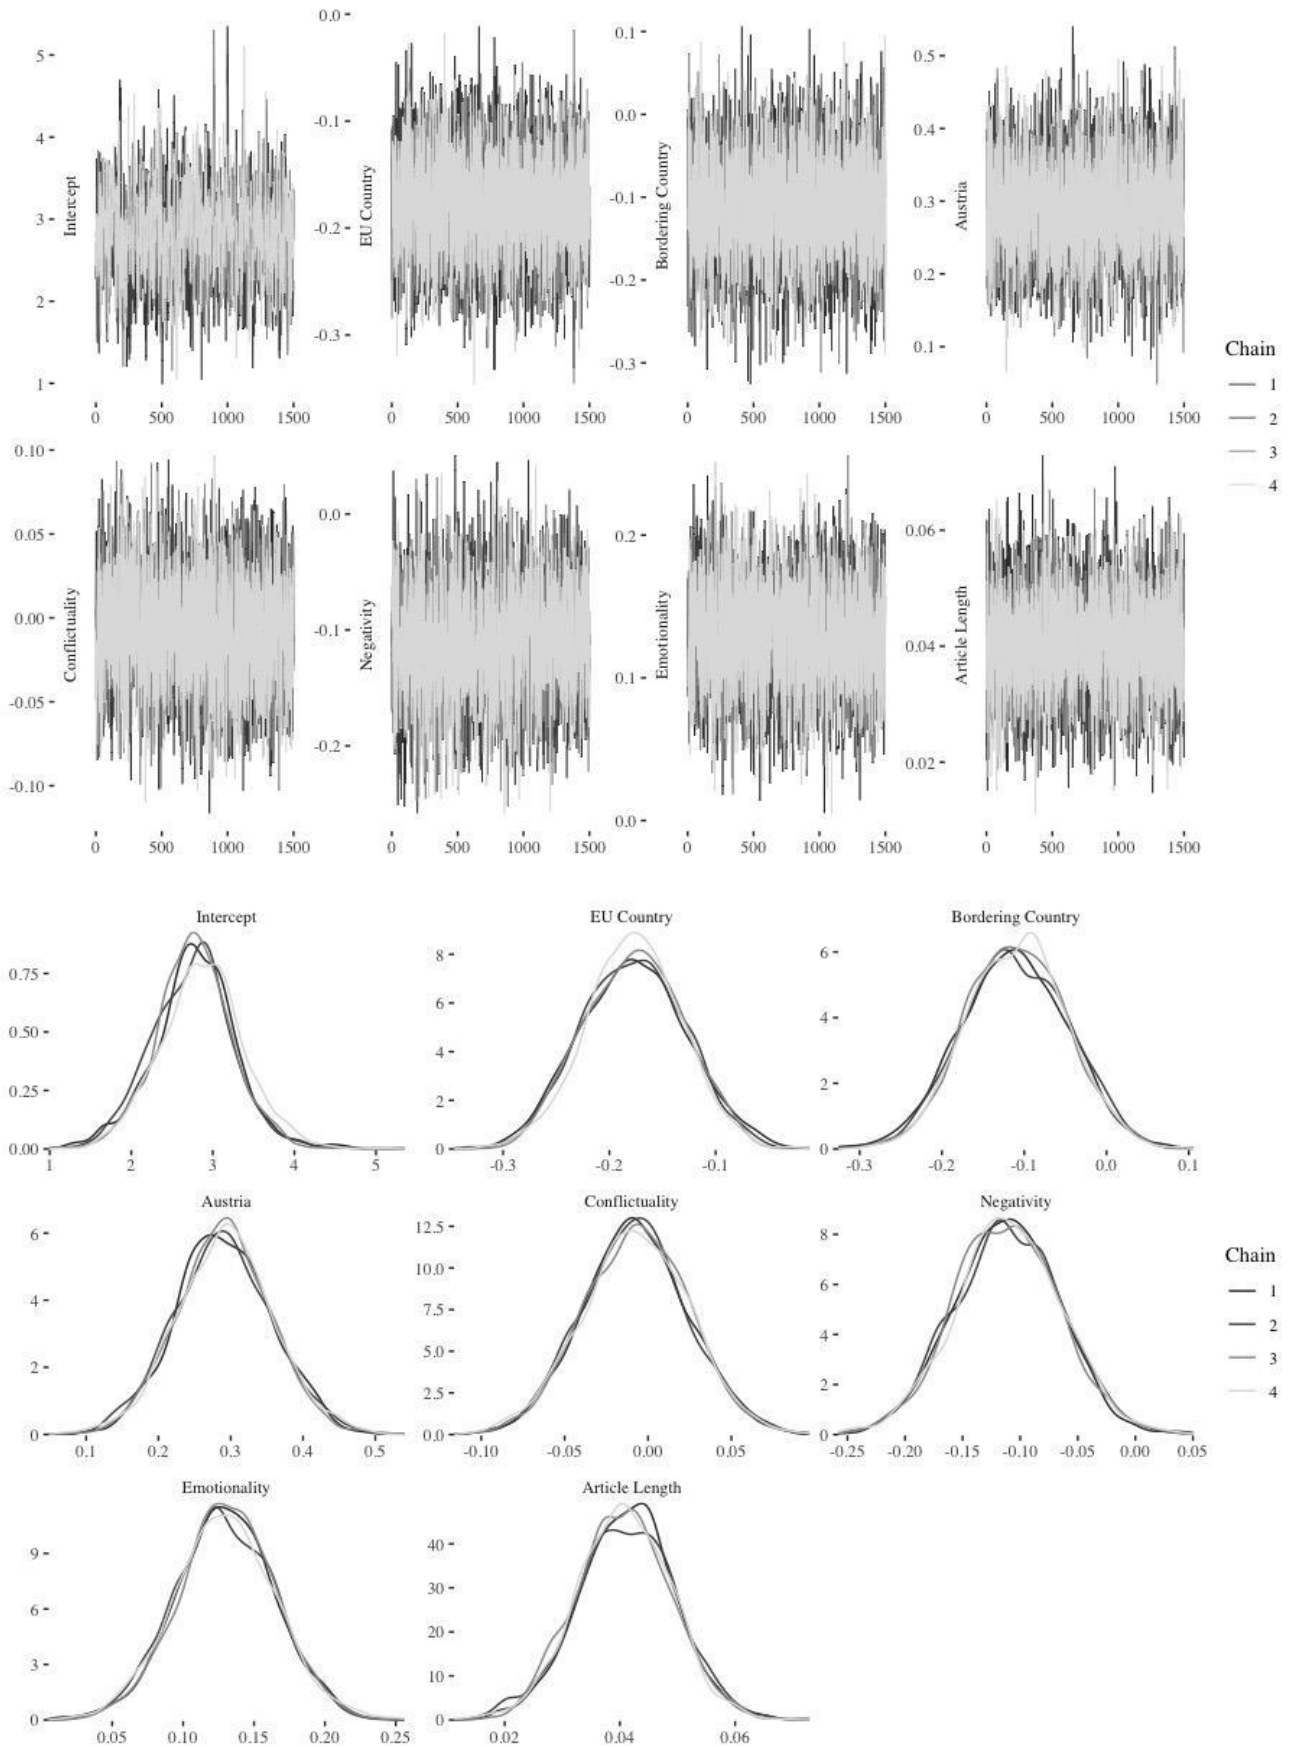 Intercept
5
4
3
2
1
0 500 1000 1500
EU Country
0.0
-0.1
-0.2
-0.3
0 500 1000 1500
Bordering Country
0.1
0.0
-0.1
-0.2
-0.3
0 500 1000 1500
Austria
0.5
0.4
0.3
0.2
0.1
0 500 1000 1500
Chain
1
2
3
4
Conflictuality
0.10
0.05
0.00
-0.05
-0.10
0 500 1000 1500
Negativity
0.0
-0.1
-0.2
0 500 1000 1500
Emotionality
0.2
0.1
0.0
0 500 1000 1500
Article Length
0.06
0.04
0.02
0 500 1000 1500
Intercept
0.75
0.50
0.25
0.00
1 2 3 4 5
EU Country
8
6
4
2
0
-0.3 -0.2 -0.1
Bordering Country
6
4
2
0
-0.3 -0.2 -0.1 0.0 0.1
Austria
6
4
2
0
0.1 0.2 0.3 0.4 0.5
Conflictuality
12.5
10.0
7.5
5.0
2.5
0.0
-0.10 -0.05 0.00 0.05
Negativity
8
6
4
2
0
-0.25 -0.20 -0.15 -0.10 -0.05 0.00 0.05
Chain
1
2
3
4
Emotionality
9
6
3
0
0.05 0.10 0.15 0.20 0.25
Article Length
40
30
20
10
0
0.02 0.04 0.06